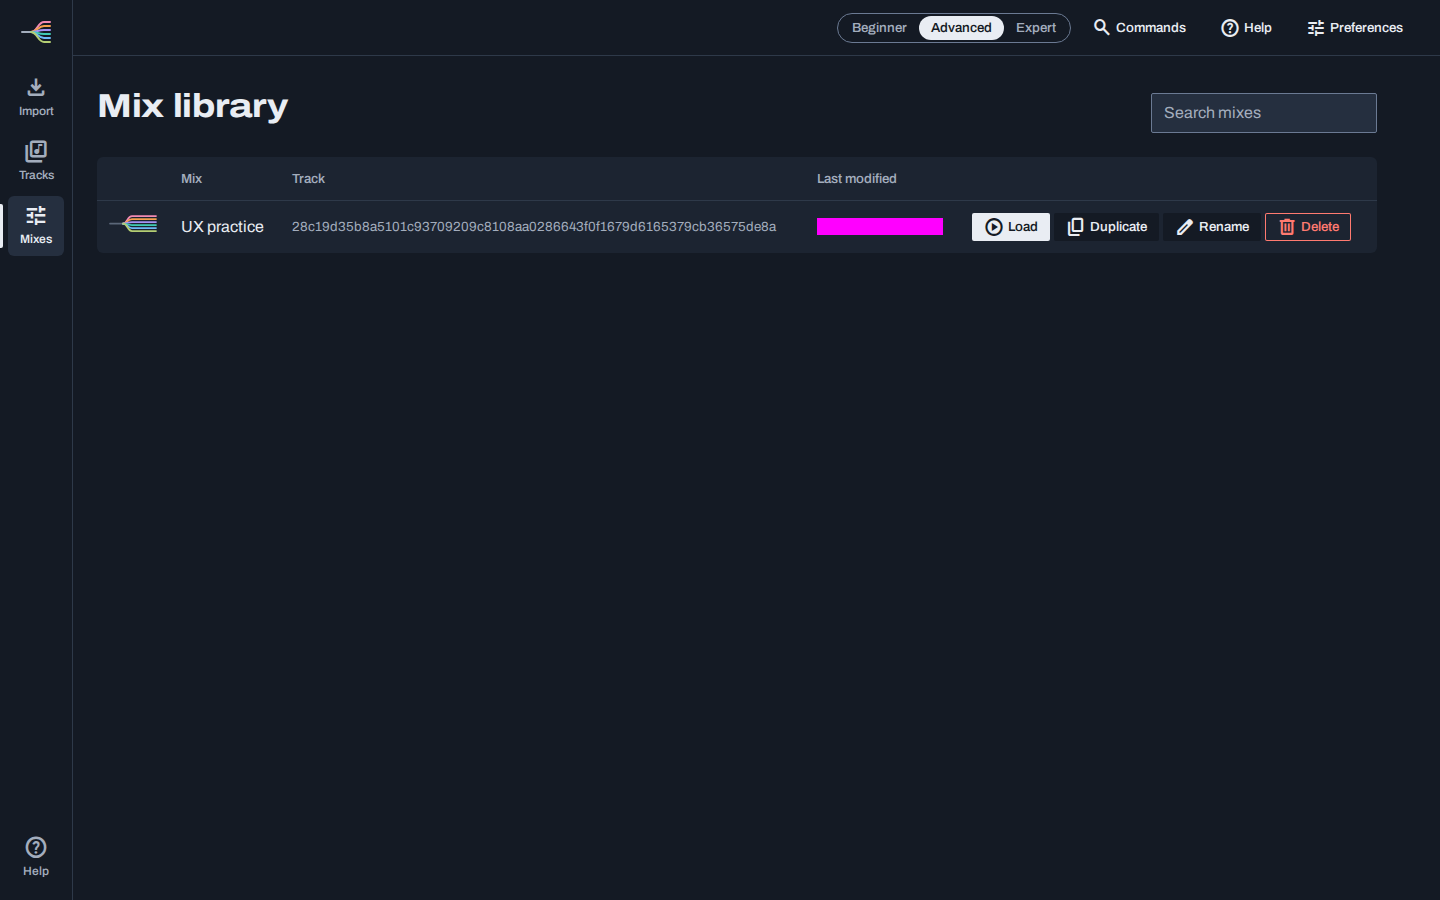 Beginner Advanced Expert Commands Help Preferences
Import
Tracks
Mixes
Help
Mix library
Search mixes
Mix Track Last modified
UX practice 28c19d35b8a5101c93709209c8108aa0286643f0f1679d6165379cb36575de8a Load Duplicate Rename Delete